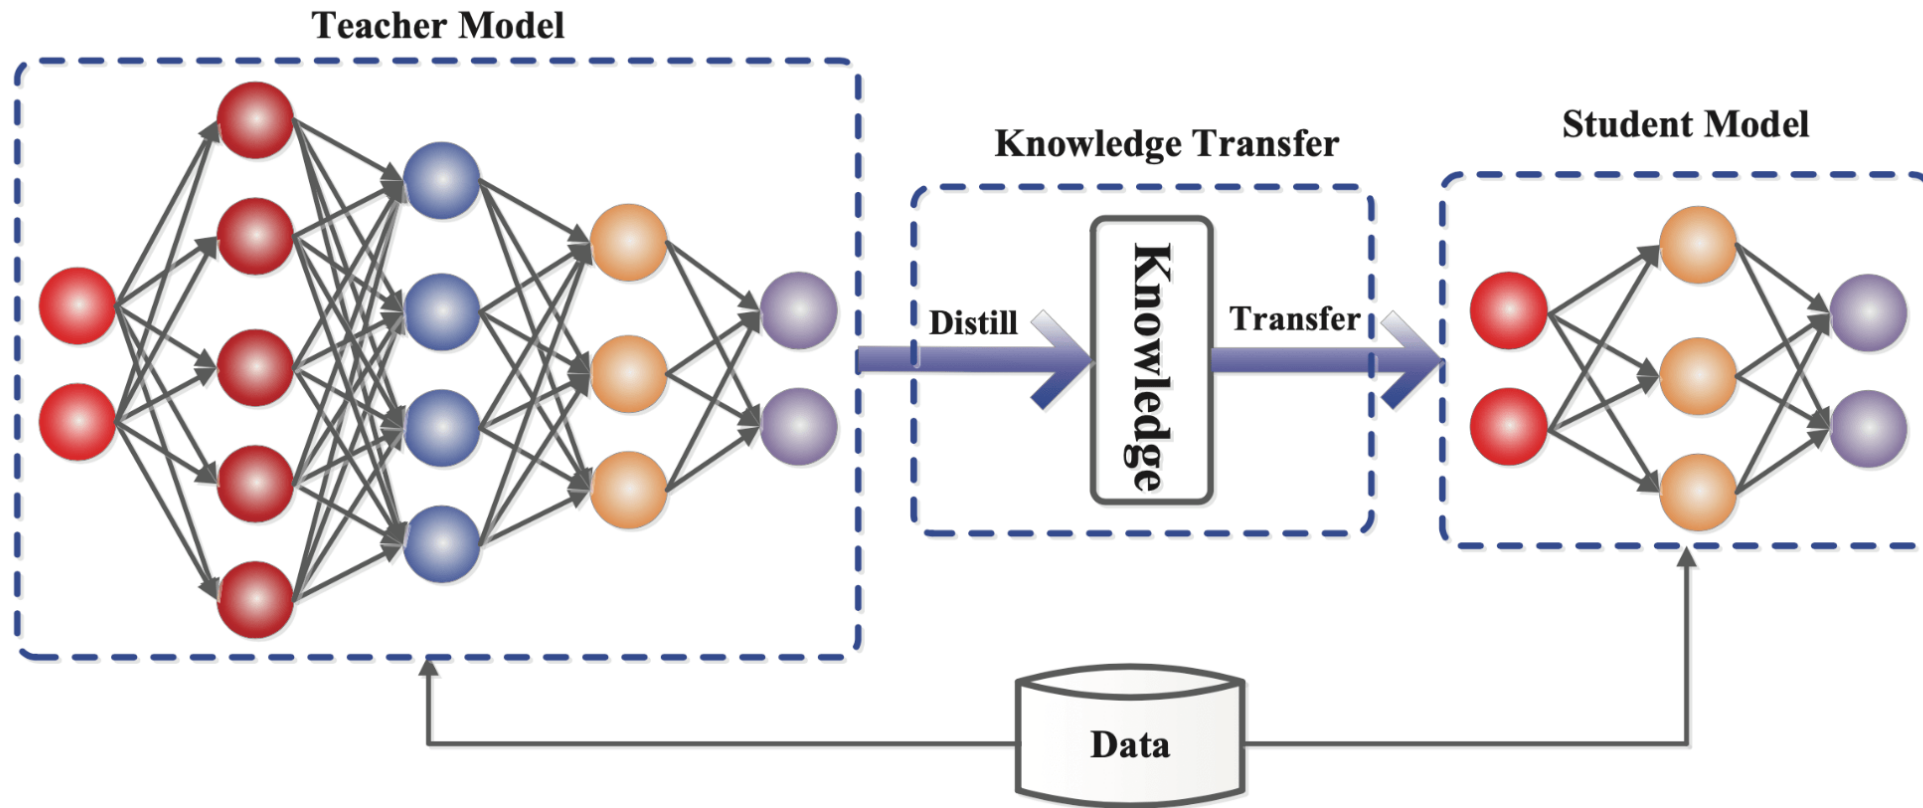 Teacher Model
Knowledge Transfer
Student Model
Distill
Knowledge
Transfer
Data